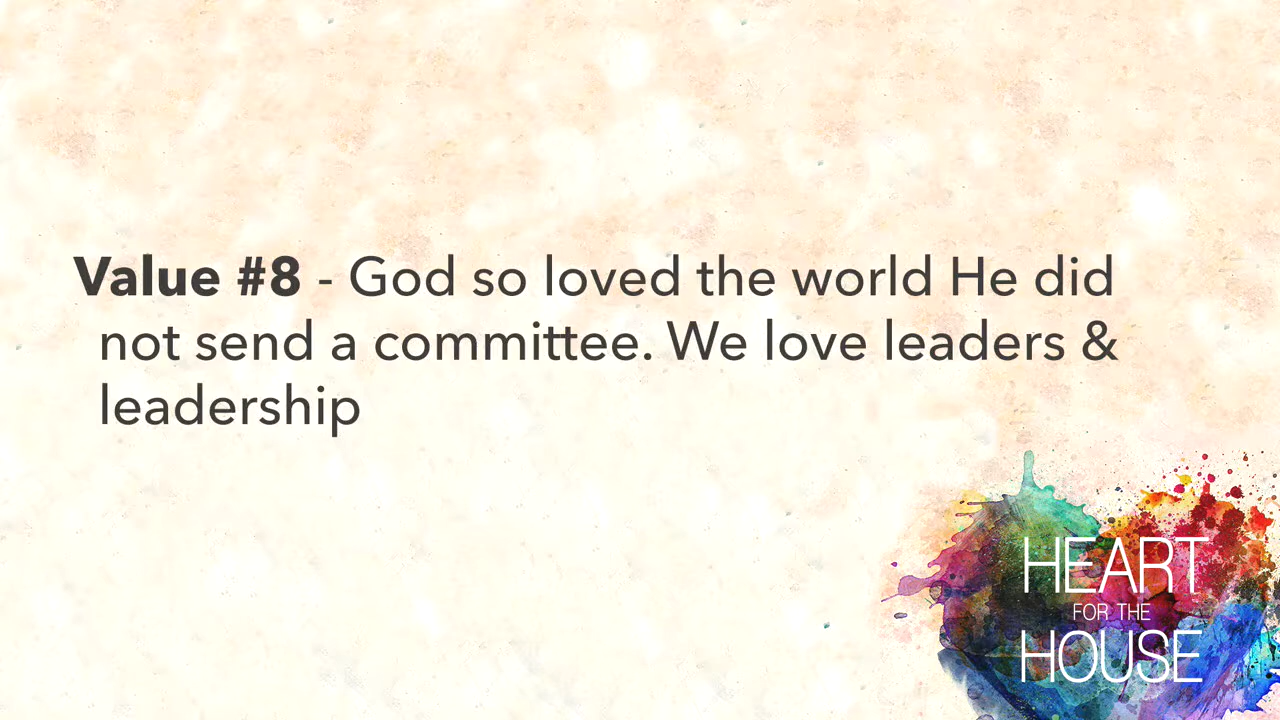 Value #8 - God so loved the world He did
not send a committee. We love leaders &
leadership
HEART
FOR THE
HOUSE